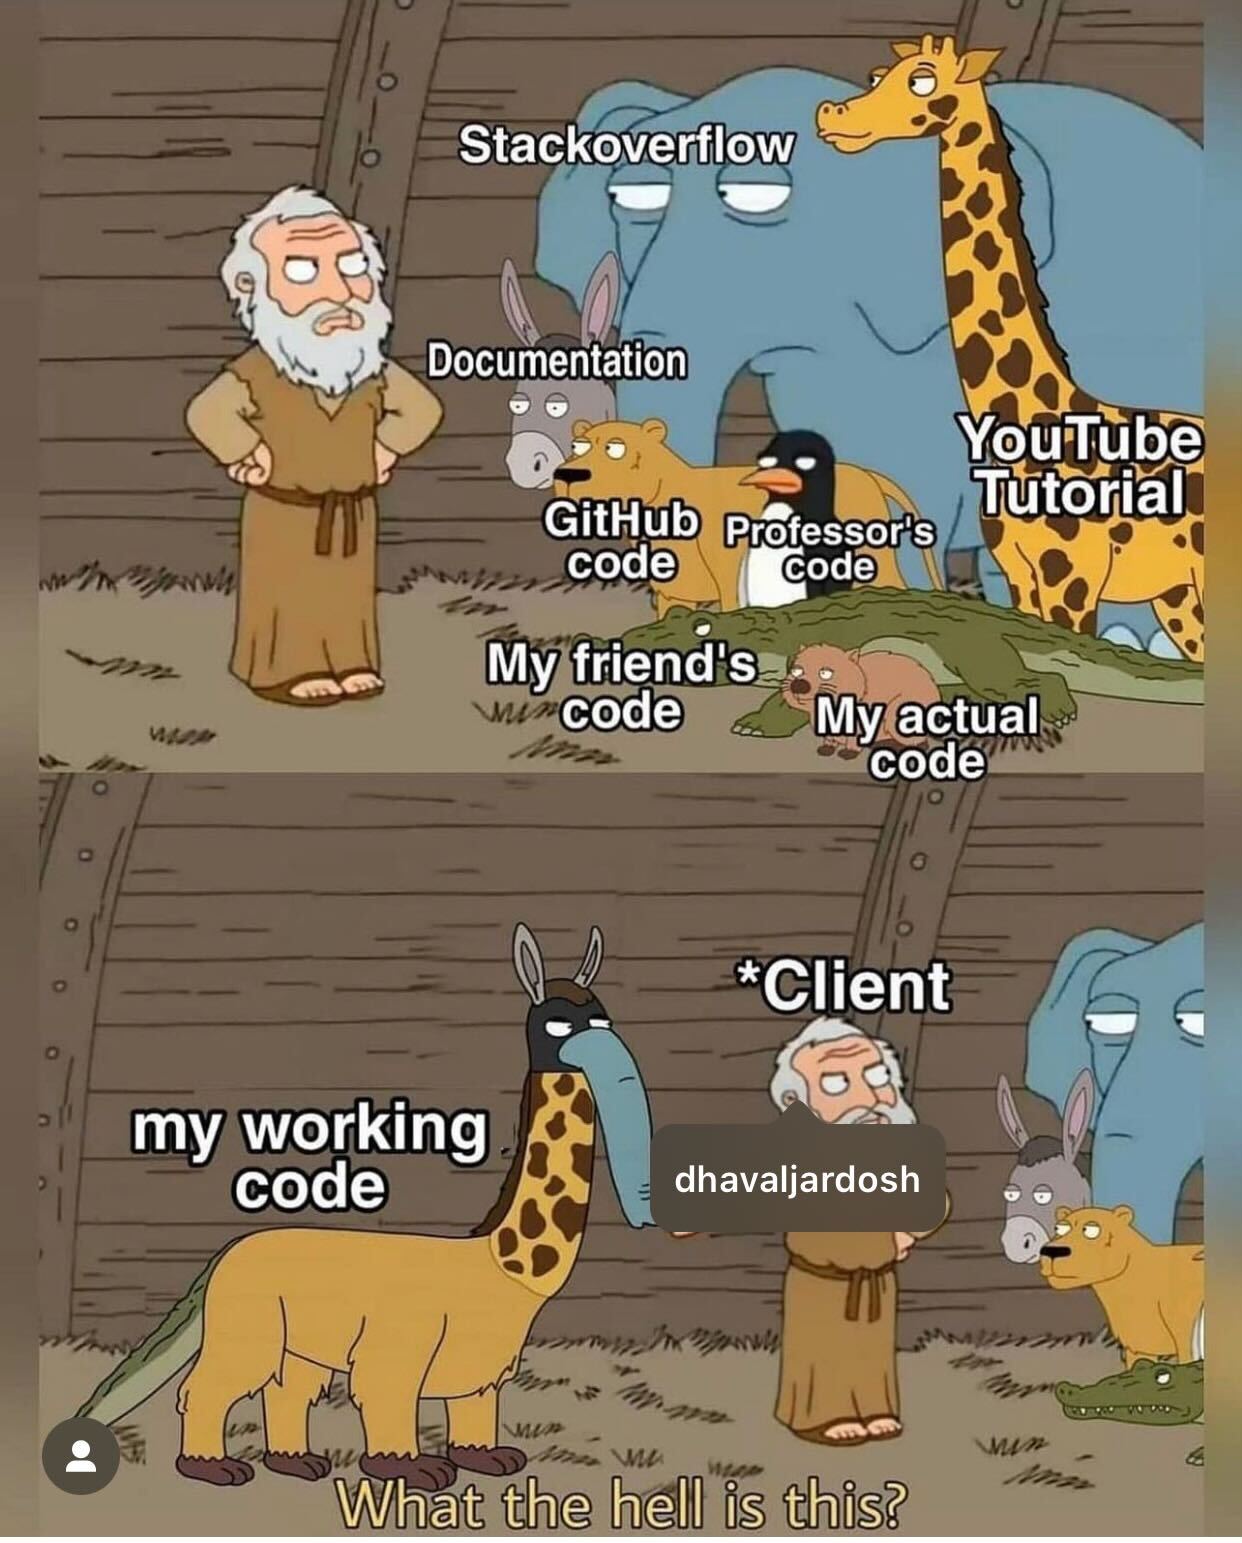 Stackoverflow
Documentation
YouTube
Tutorial
GitHub
code
Professor's
code
My friend's
code
My actual
code
*Client
my working
code
dhavaljardosh
What the hell is this?